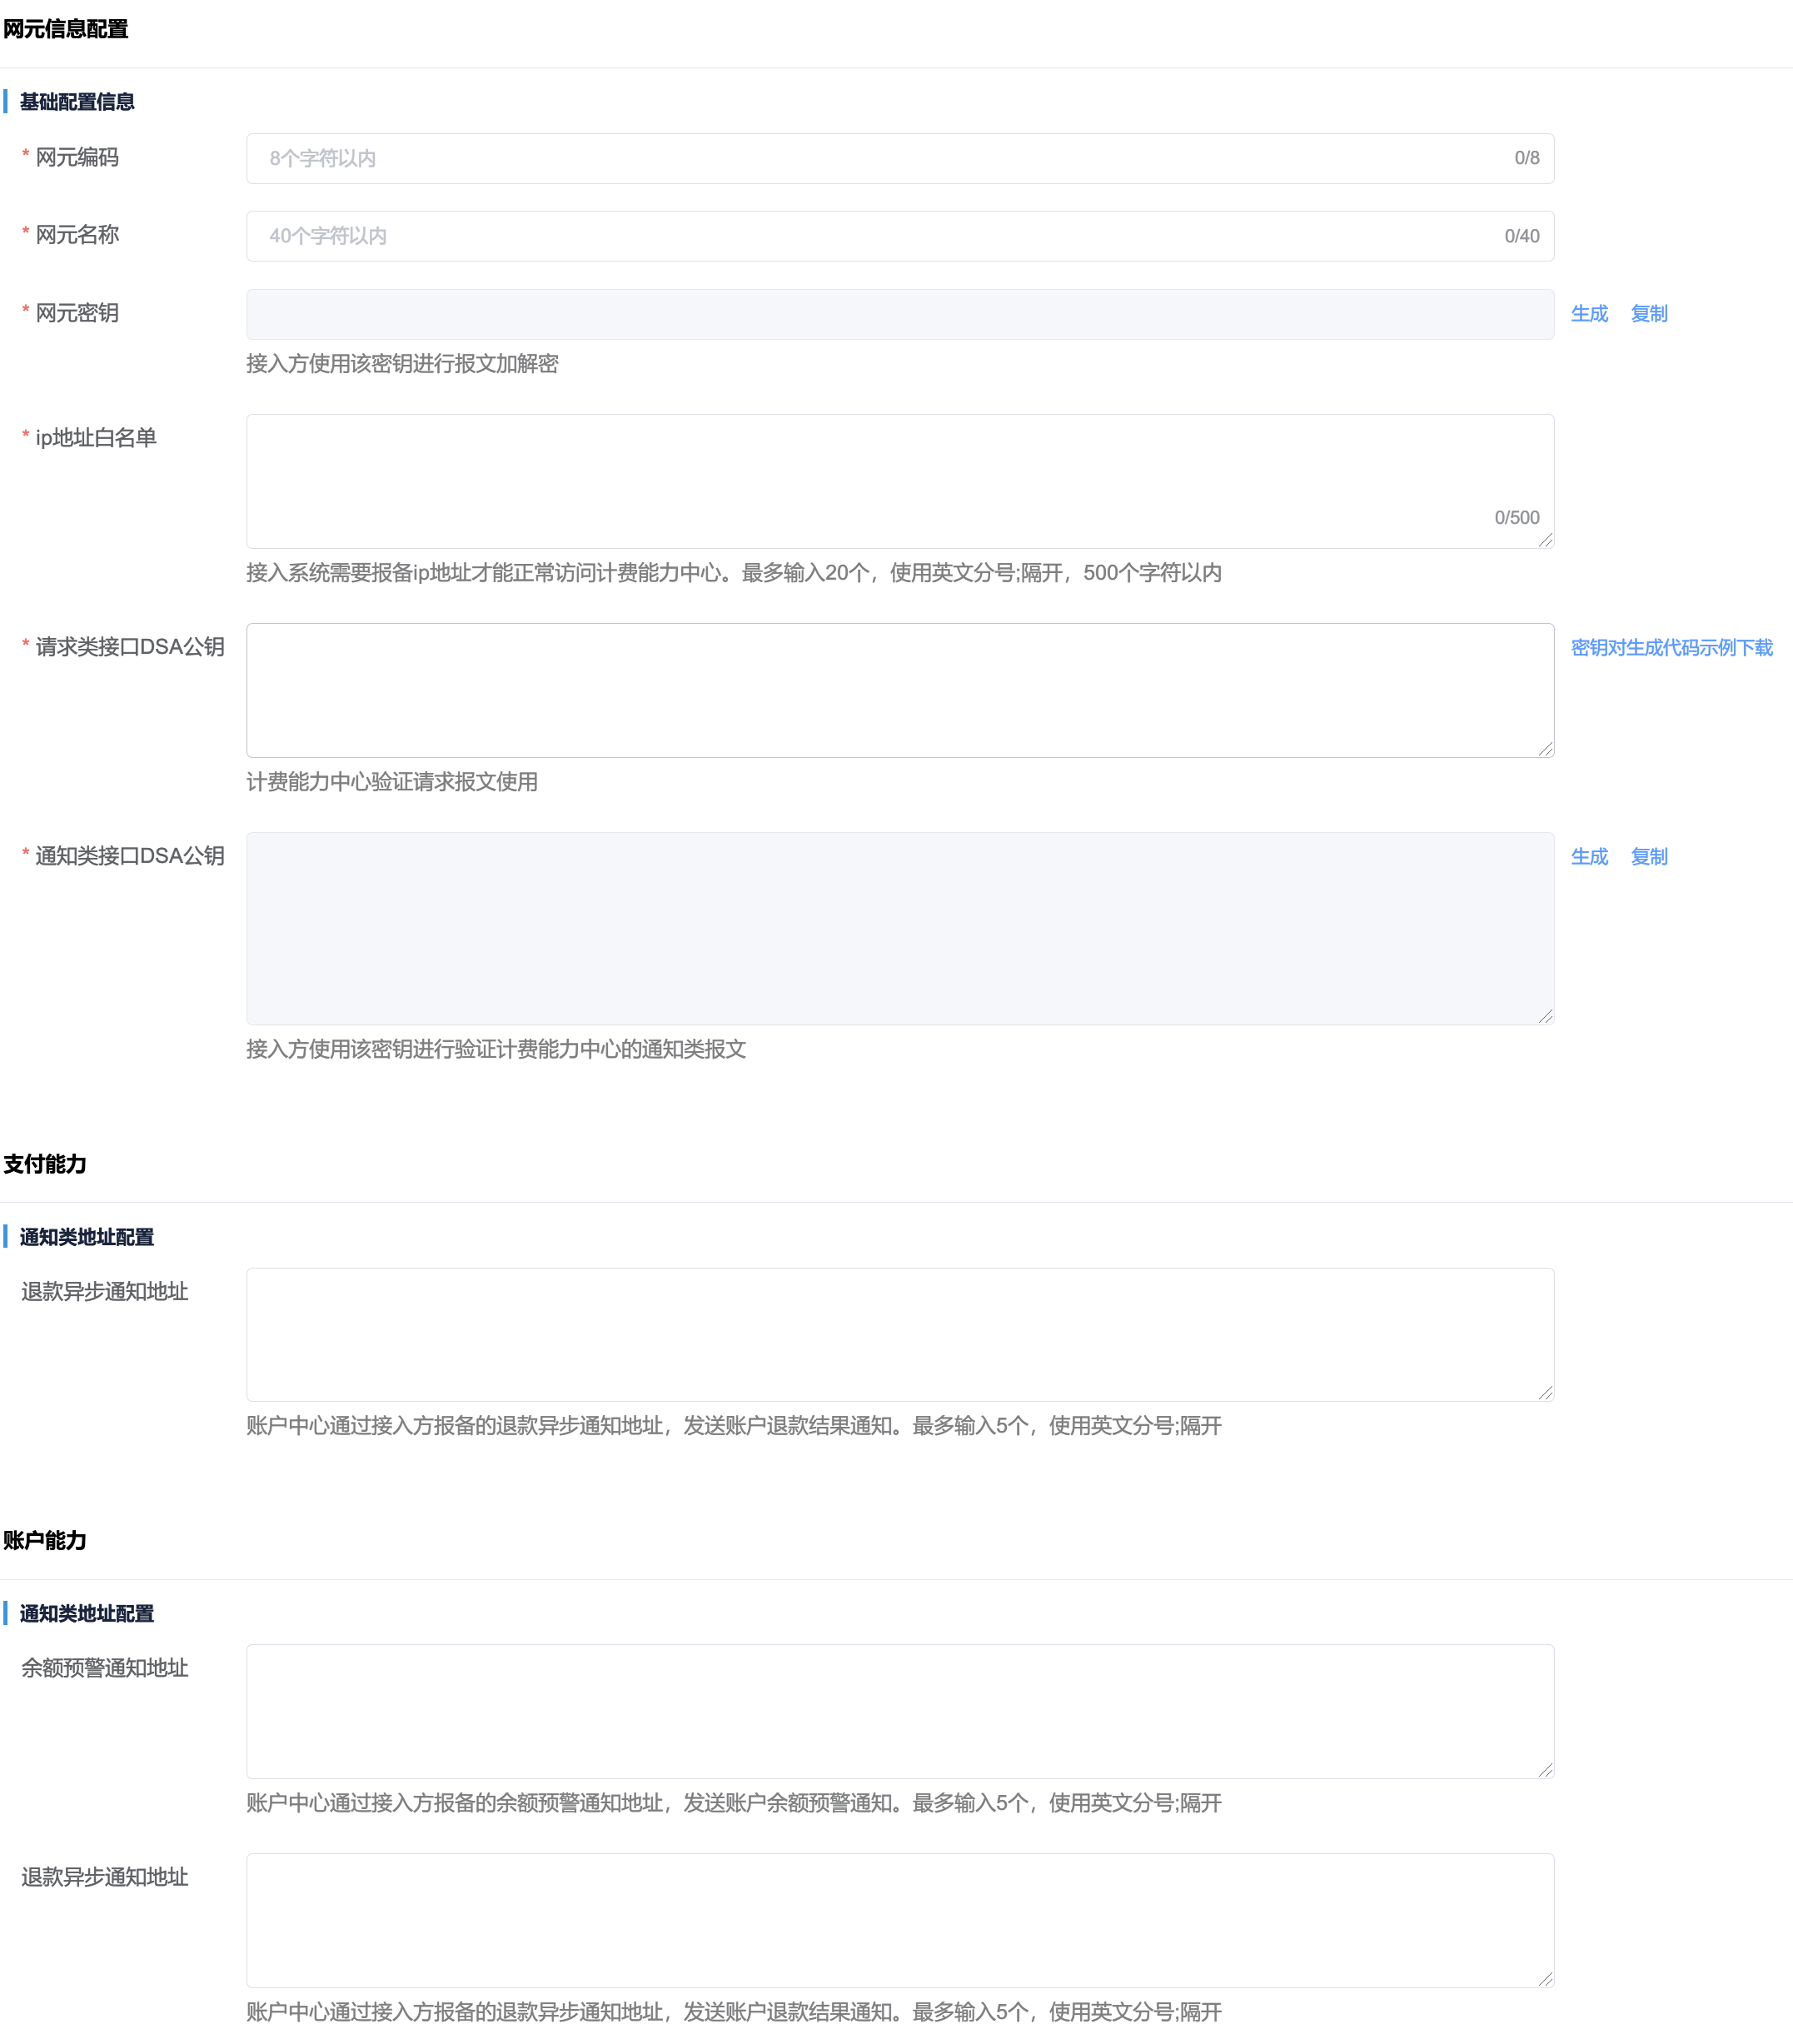 网元信息配置
基础配置信息
* 网元编码
8个字符以内 0/8
* 网元名称
40个字符以内 0/40
* 网元密钥
生成 复制
接入方使用该密钥进行报文加解密
* ip地址白名单
0/500
接入系统需要报备ip地址才能正常访问计费能力中心。最多输入20个，使用英文分号;隔开，500个字符以内
* 请求类接口DSA公钥
密钥对生成代码示例下载
计费能力中心验证请求报文使用
* 通知类接口DSA公钥
生成 复制
接入方使用该密钥进行验证计费能力中心的通知类报文
支付能力
通知类地址配置
退款异步通知地址
账户中心通过接入方报备的退款异步通知地址，发送账户退款结果通知。最多输入5个，使用英文分号;隔开
账户能力
通知类地址配置
余额预警通知地址
账户中心通过接入方报备的余额预警通知地址，发送账户余额预警通知。最多输入5个，使用英文分号;隔开
退款异步通知地址
账户中心通过接入方报备的退款异步通知地址，发送账户退款结果通知。最多输入5个，使用英文分号;隔开